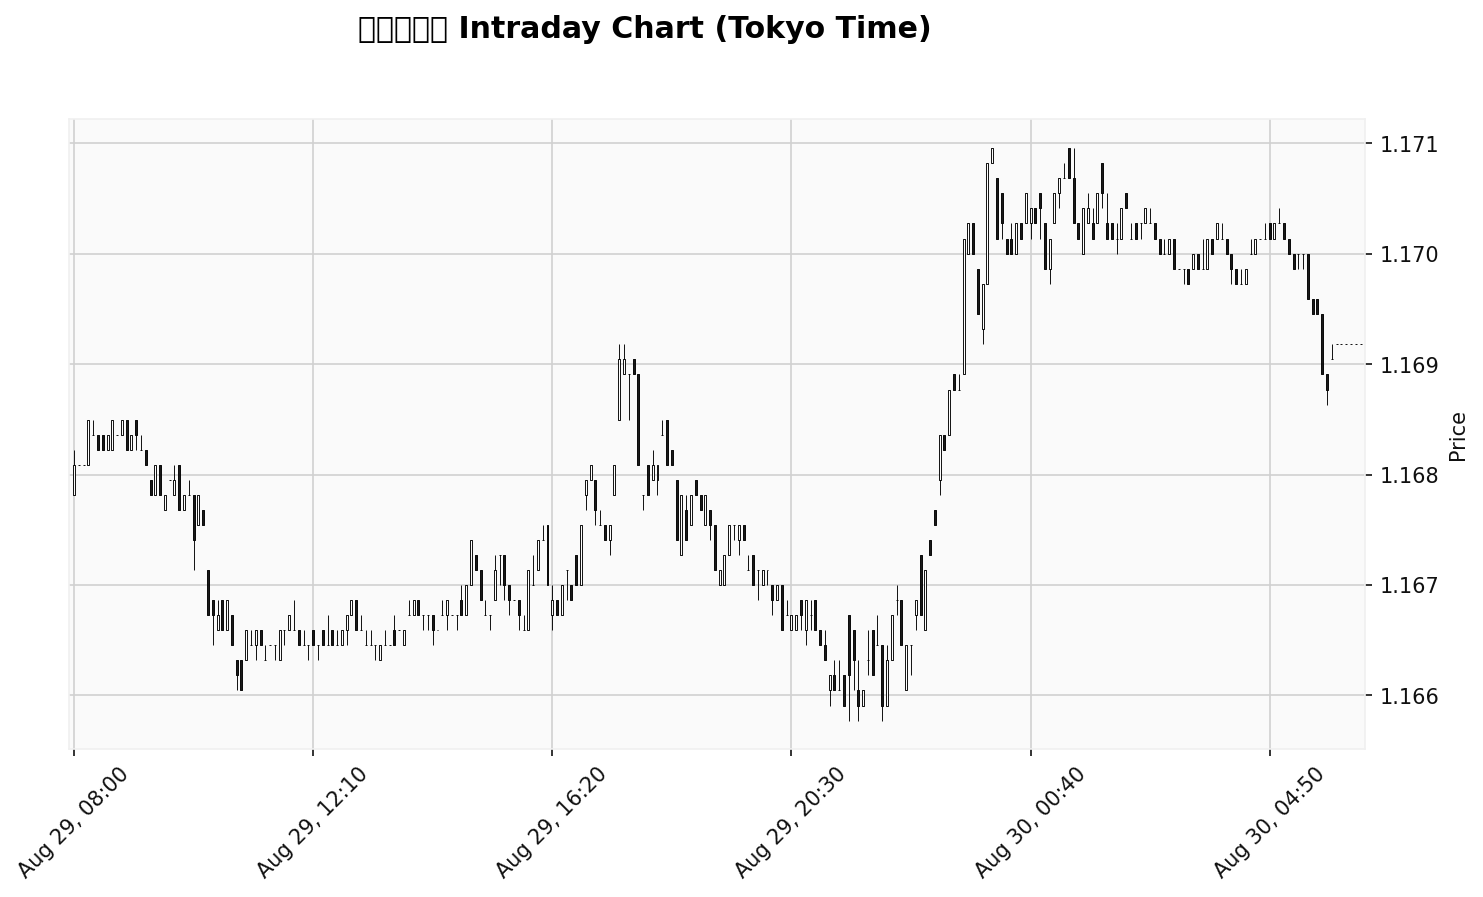 Intraday Chart (Tokyo Time)
1.171
1.170
1.169
1.168
1.167
1.166
Price
Aug 29, 08:00
Aug 29, 12:10
Aug 29, 16:20
Aug 29, 20:30
Aug 30, 00:40
Aug 30, 04:50